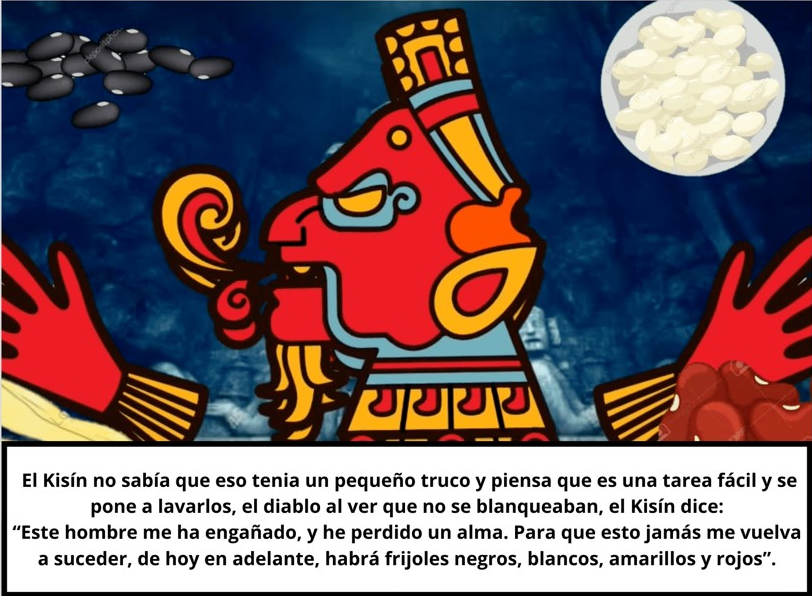 El Kisín no sabía que eso tenia un pequeño truco y piensa que es una tarea fácil y se
pone a lavarlos, el diablo al ver que no se blanqueaban, el Kisín dice:
“Este hombre me ha engañado, y he perdido un alma. Para que esto jamás me vuelva
a suceder, de hoy en adelante, habrá frijoles negros, blancos, amarillos y rojos”.